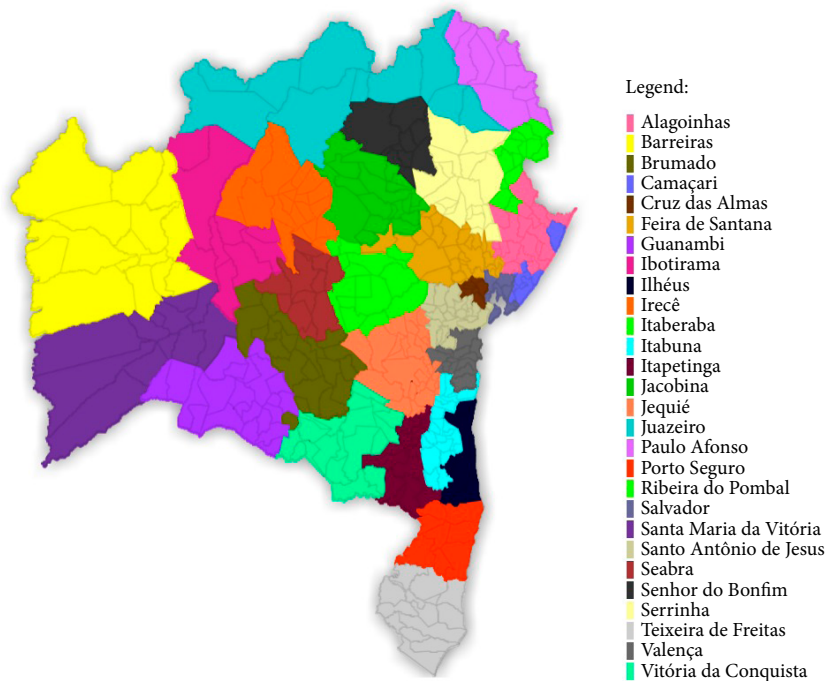 Legend:
Alagoinhas
Barreiras
Brumado
Camaçari
Cruz das Almas
Feira de Santana
Guanambi
Ibotirama
Ilhéus
Irecê
Itaberaba
Itabuna
Itapetinga
Jacobina
Jequié
Juazeiro
Paulo Afonso
Porto Seguro
Ribeira do Pombal
Salvador
Santa Maria da Vitória
Santo Antônio de Jesus
Seabra
Senhor do Bonfim
Serrinha
Teixeira de Freitas
Valença
Vitória da Conquista